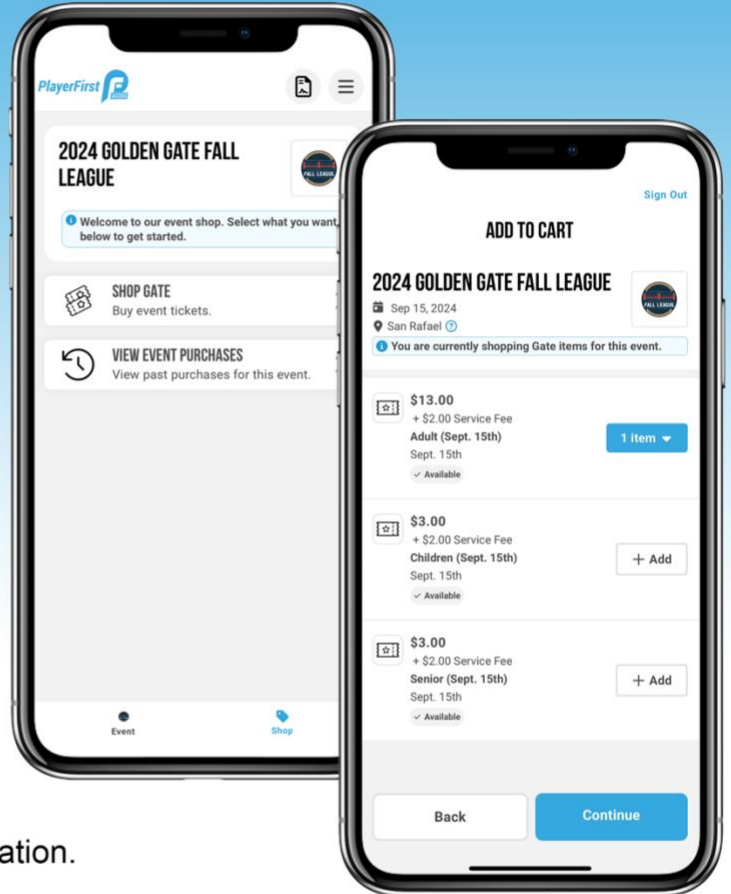 PlayerFirst
2024 GOLDEN GATE FALL
LEAGUE
FALL LEAGUE
Welcome to our event shop. Select what you want
below to get started.
SHOP GATE
Buy event tickets.
VIEW EVENT PURCHASES
View past purchases for this event.
Event
Shop
Sign Out
ADD TO CART
2024 GOLDEN GATE FALL LEAGUE
Sep 15, 2024
San Rafael
FALL LEAGUE
You are currently shopping Gate items for this event.
$13.00
+ $2.00 Service Fee
Adult (Sept. 15th)
Sept. 15th
✓ Available
1 item
$3.00
+ $2.00 Service Fee
Children (Sept. 15th)
Sept. 15th
✓ Available
+ Add
$3.00
+ $2.00 Service Fee
Senior (Sept. 15th)
Sept. 15th
✓ Available
+ Add
Back
Continue
ation.